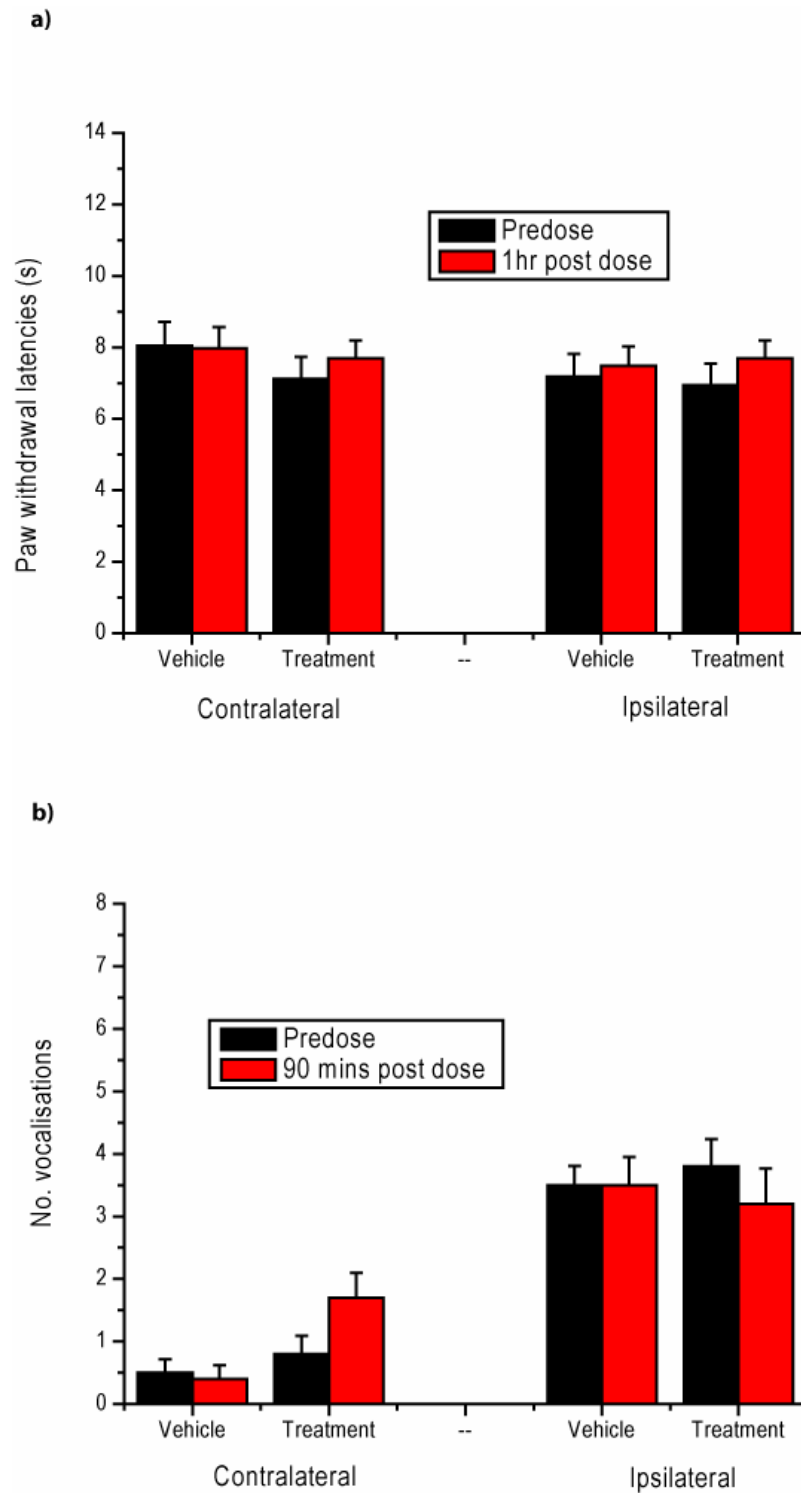 a)
Paw withdrawal latencies (s)
14
12
10
8
6
4
2
0
Predose
1hr post dose
Vehicle Treatment -- Vehicle Treatment
Contralateral Ipsilateral
b)
No. vocalisations
8
7
6
5
4
3
2
1
0
Predose
90 mins post dose
Vehicle Treatment -- Vehicle Treatment
Contralateral Ipsilateral